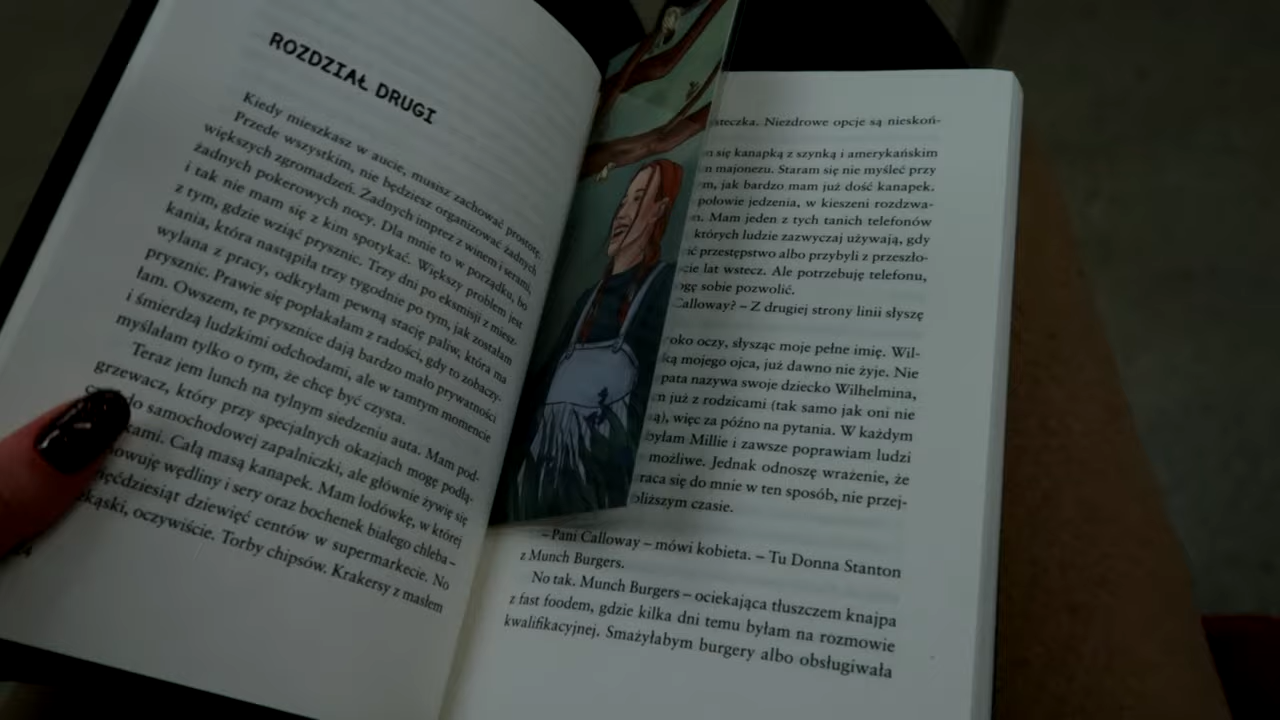 ROZDZIAŁ DRUGI
Kiedy mieszkasz w aucie, musisz zachować prostotę.
Przede wszystkim, nie będziesz organizować żadnych
większych zgromadzeń. Żadnych imprez z winem i serami,
żadnych pokerowych nocy. Dla mnie to w porządku, bo
i tak nie mam się z kim spotykać. Większy problem jest
z tym, gdzie wziąć prysznic. Trzy dni po eksmisji z miesz-
kania, która nastąpiła trzy tygodnie po tym, jak zostałam
wylana z pracy, odkryłam pewną stację paliw, która ma
prysznic. Prawie się popłakałam z radości, gdy to zobaczy-
łam. Owszem, te prysznice dają bardzo mało prywatności
i śmierdzą ludzkimi odchodami, ale w tamtym momencie
myślałam tylko o tym, że chcę być czysta.
Teraz jem lunch na tylnym siedzeniu auta. Mam pod-
grzewacz, który przy specjalnych okazjach mogę podłą-
do samochodowej zapalniczki, ale głównie żywię się
Całą masą kanapek. Mam lodówkę, w której
wędliny i sery oraz bochenek białego chleba –
dziewięć centów w supermarkecie. No
oczywiście. Torby chipsów. Krakersy z masłem
Niezdrowe opcje są nieskoń-
się kanapką z szynką i amerykańskim
majonezu. Staram się nie myśleć przy
jak bardzo mam już dość kanapek.
połowie jedzenia, w kieszeni rozdzwa-
Mam jeden z tych tanich telefonów
których ludzie zazwyczaj używają, gdy
przestępstwo albo przybyli z przeszło-
lat wstecz. Ale potrzebuję telefonu,
sobie pozwolić.
Calloway? – Z drugiej strony linii słyszę
oczy, słysząc moje pełne imię. Wil-
mojego ojca, już dawno nie żyje. Nie
nazywa swoje dziecko Wilhelmina,
już z rodzicami (tak samo jak oni nie
więc za późno na pytania. W każdym
byłam Millie i zawsze poprawiam ludzi
możliwe. Jednak odnoszę wrażenie, że
się do mnie w ten sposób, nie przej-
czasie.
– Pani Calloway – mówi kobieta. – Tu Donna Stanton
z Munch Burgers.
No tak. Munch Burgers – ociekająca tłuszczem knajpa
z fast foodem, gdzie kilka dni temu byłam na rozmowie
kwalifikacyjnej. Smażyłabym burgery albo obsługiwała